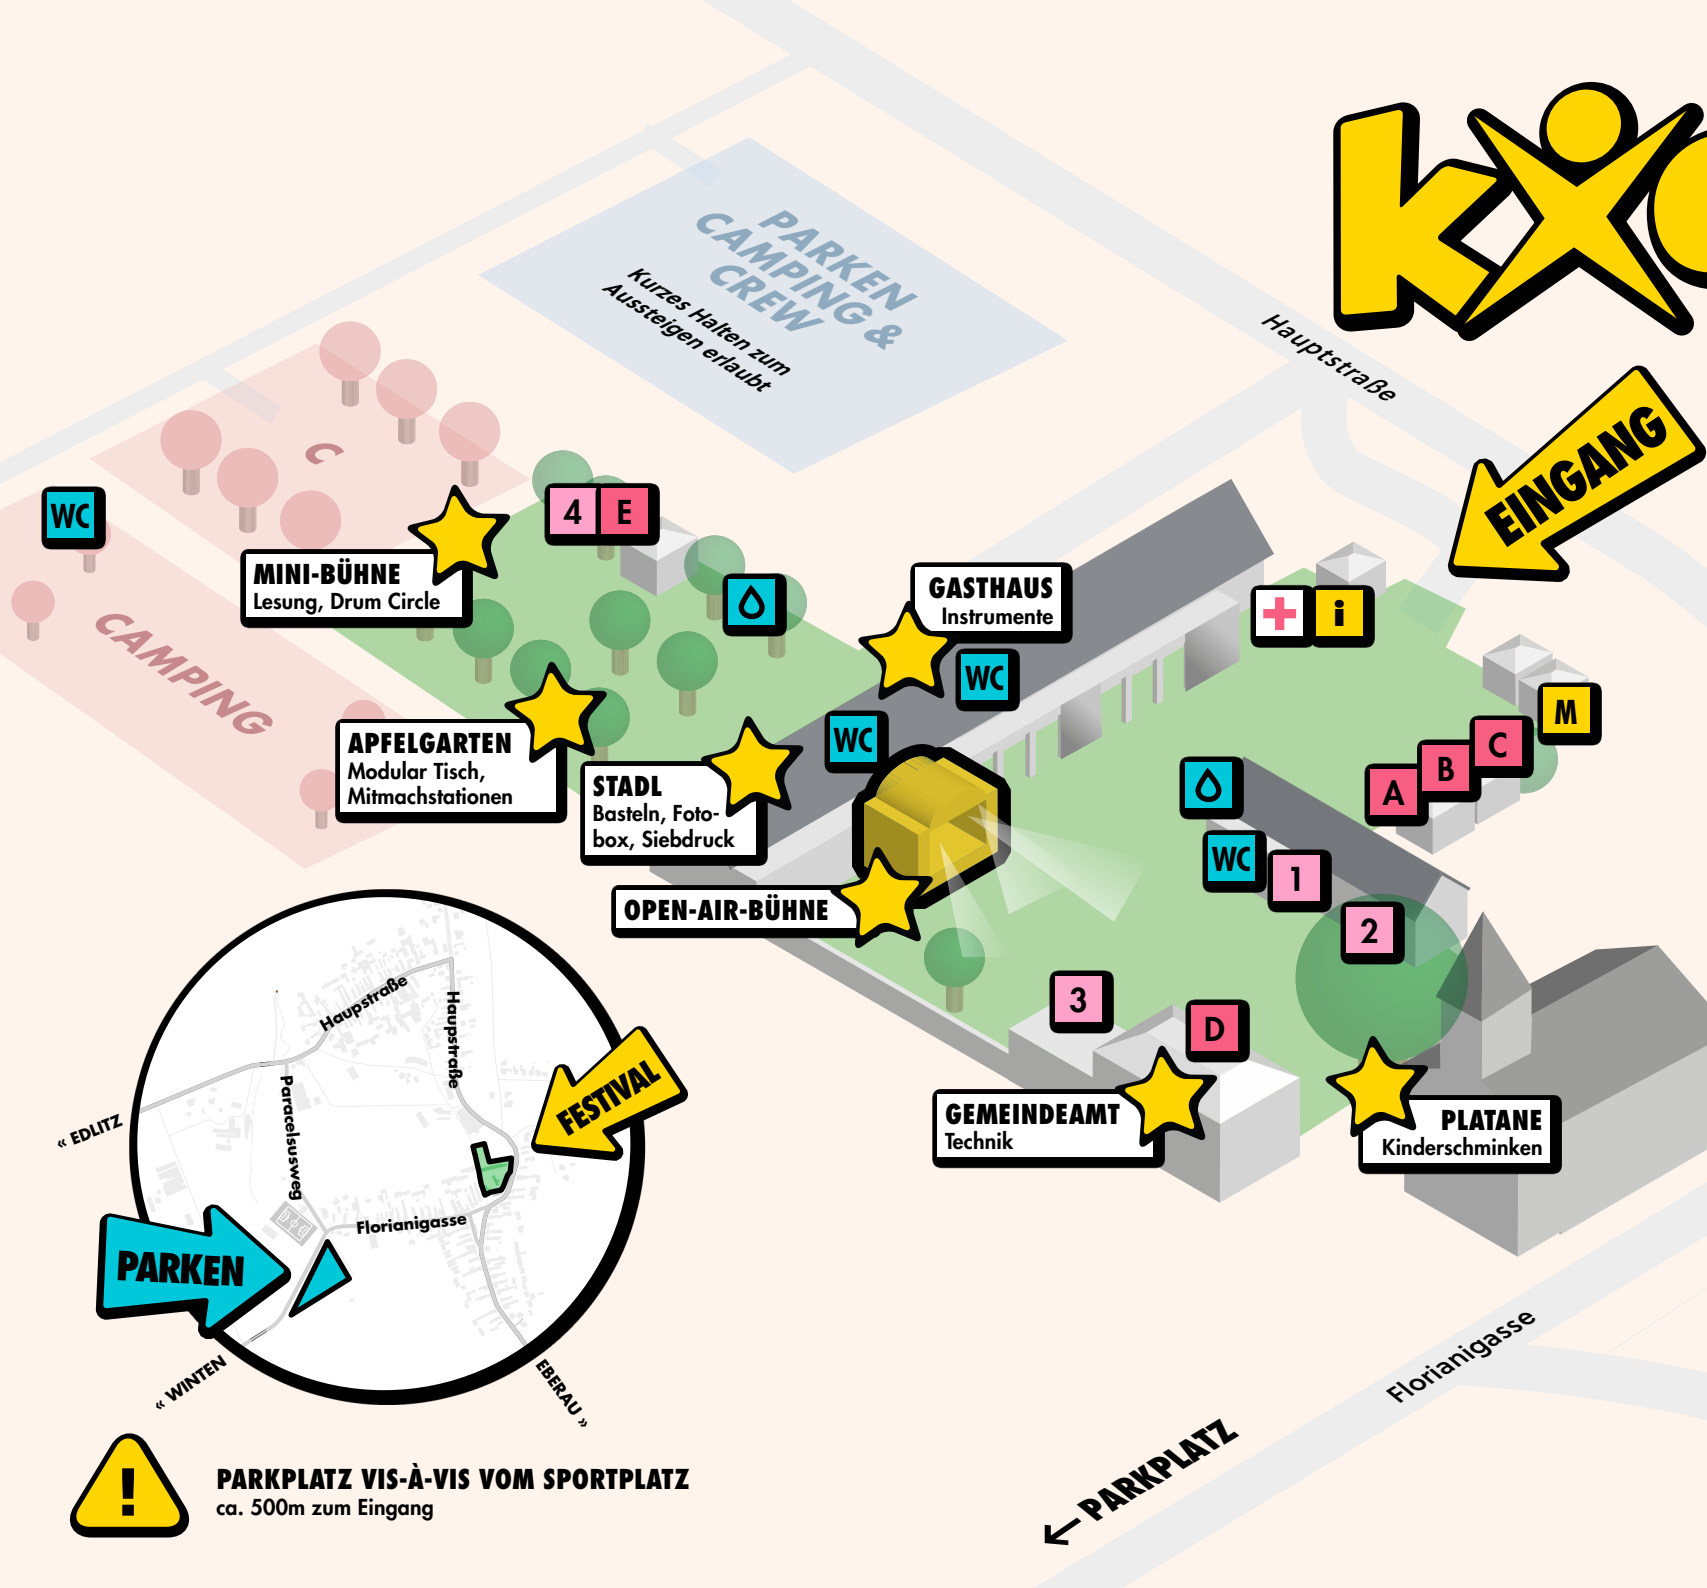 PARKEN
CAMPING &
CREW
Kurzes Halten zum
Aussteigen erlaubt
Hauptstraße
EINGANG
C
WC
4
E
MINI-BÜHNE
Lesung, Drum Circle
CAMPING
GASTHAUS
Instrumente
WC
i
M
APFELGARTEN
Modular Tisch,
Mitmachstationen
STADL
Basteln, Foto-
box, Siebdruck
WC
A
B
C
WC
1
2
OPEN-AIR-BÜHNE
3
D
GEMEINDEAMT
Technik
PLATANE
Kinderschminken
Haupstraße
Haupstraße
FESTIVAL
« EDLITZ
Paracelsusweg
Florianigasse
PARKEN
« WINTEN
EBERAU »
Florianigasse
← PARKPLATZ
!
PARKPLATZ VIS-À-VIS VOM SPORTPLATZ
ca. 500m zum Eingang